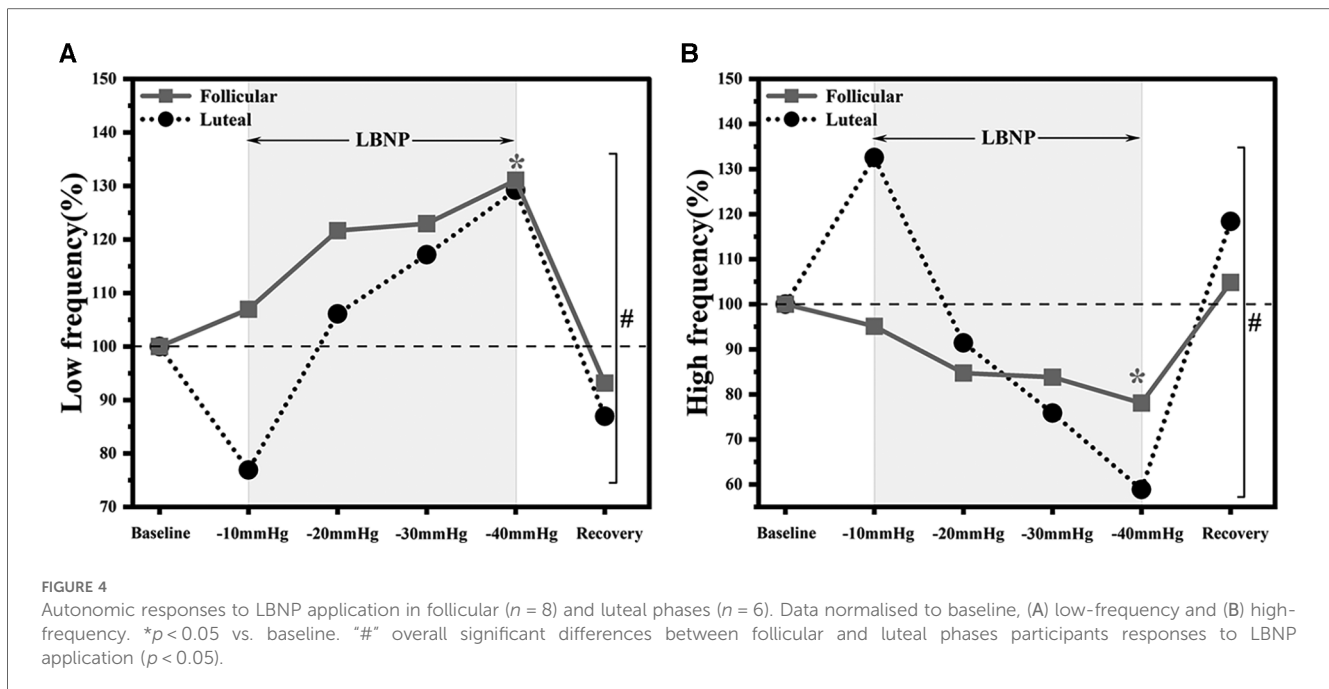 A
Low frequency(%)
150
140
130
120
110
100
90
80
70
Follicular
Luteal
LBNP
*
#
Baseline -10mmHg -20mmHg -30mmHg -40mmHg Recovery
B
High frequency(%)
150
140
130
120
110
100
90
80
70
60
Follicular
Luteal
LBNP
*
#
Baseline -10mmHg -20mmHg -30mmHg -40mmHg Recovery
FIGURE 4
Autonomic responses to LBNP application in follicular (n = 8) and luteal phases (n = 6). Data normalised to baseline, (A) low-frequency and (B) high-
frequency. *p < 0.05 vs. baseline. "#" overall significant differences between follicular and luteal phases participants responses to LBNP
application (p < 0.05).